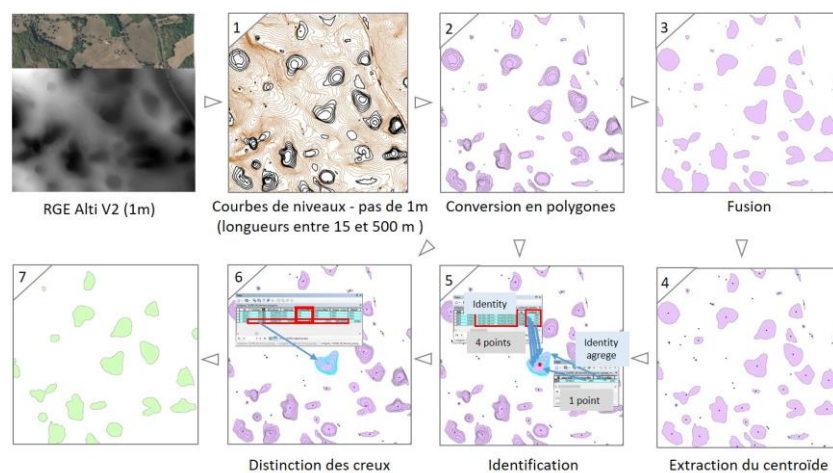 1
2
3
RGE Alti V2 (1m)
Courbes de niveaux - pas de 1m
(longueurs entre 15 et 500 m )
Conversion en polygones
Fusion
7
6
5
4
Identity
4 points
Identity
agrege
1 point
Distinction des creux
Identification
Extraction du centroïde